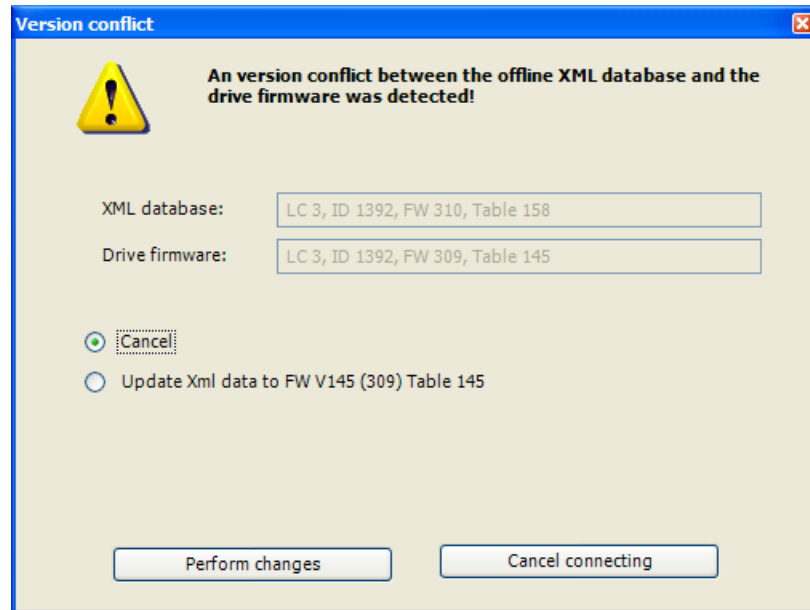 Version conflict
An version conflict between the offline XML database and the
drive firmware was detected!
XML database: LC 3, ID 1392, FW 310, Table 158
Drive firmware: LC 3, ID 1392, FW 309, Table 145
Cancel
Update Xml data to FW V145 (309) Table 145
Perform changes Cancel connecting